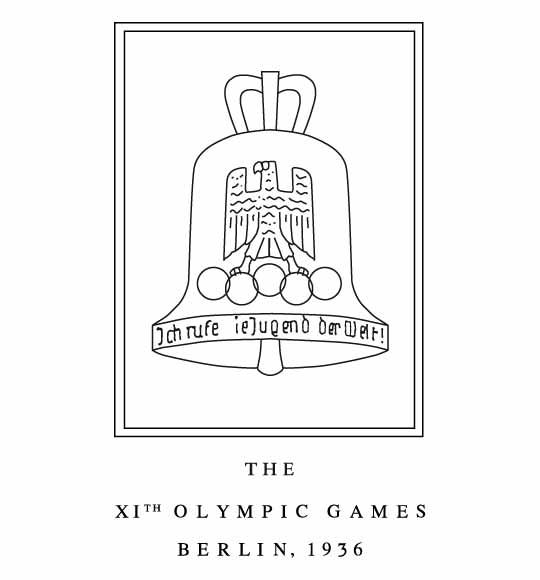 Ich rufe ie Jugend der Welt!
THE
XITH OLYMPIC GAMES
BERLIN, 1936